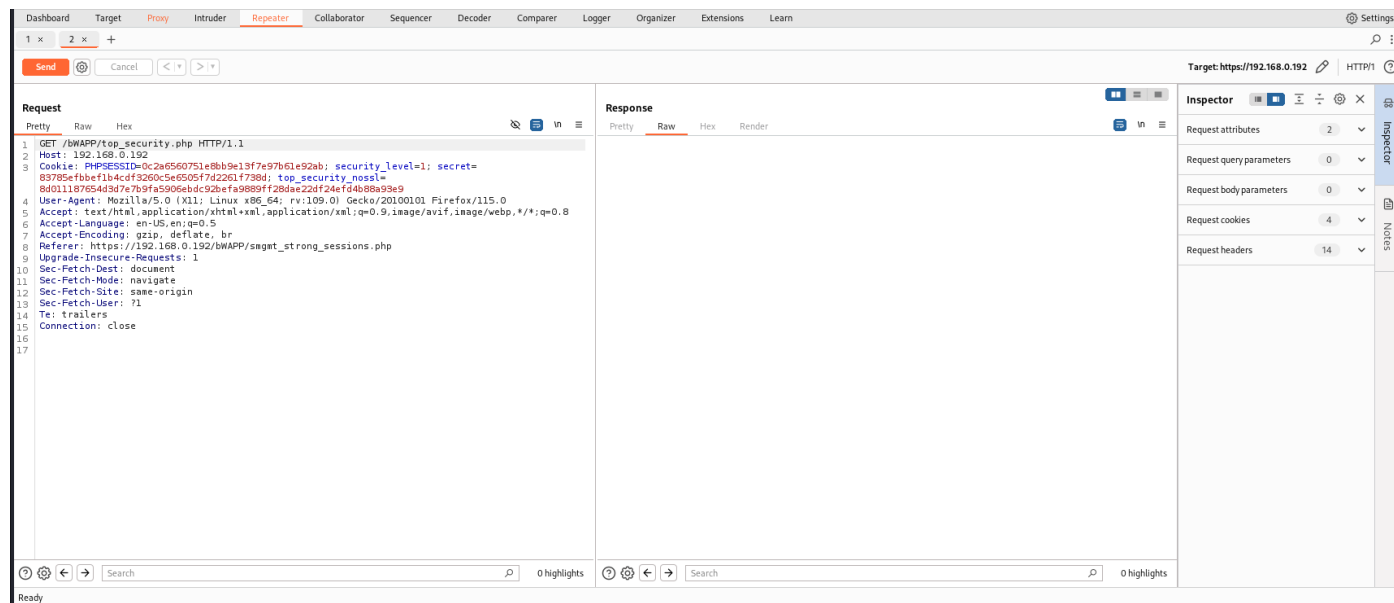 Dashboard Target Proxy Intruder Repeater Collaborator Sequencer Decoder Comparer Logger Organizer Extensions Learn Settings
1 × 2 × +
Send Cancel < > Target: https://192.168.0.192 HTTP/1
Request
Pretty Raw Hex \n
1 GET /bWAPP/top_security.php HTTP/1.1
2 Host: 192.168.0.192
3 Cookie: PHPSESSID=0c2a6560751e8bb9e13f7e97b61e92ab; security_level=1; secret=
83785efbbef1b4cdf3260c5e6505f7d2261f738d; top_security_nossl=
8d011187654d3d7e7b9fa5906ebdc92befa9889ff28dae22df24efd4b88a93e9
4 User-Agent: Mozilla/5.0 (X11; Linux x86_64; rv:109.0) Gecko/20100101 Firefox/115.0
5 Accept: text/html,application/xhtml+xml,application/xml;q=0.9,image/avif,image/webp,*/*;q=0.8
6 Accept-Language: en-US,en;q=0.5
7 Accept-Encoding: gzip, deflate, br
8 Referer: https://192.168.0.192/bWAPP/smgmt_strong_sessions.php
9 Upgrade-Insecure-Requests: 1
10 Sec-Fetch-Dest: document
11 Sec-Fetch-Mode: navigate
12 Sec-Fetch-Site: same-origin
13 Sec-Fetch-User: ?1
14 Te: trailers
15 Connection: close
16
17
Search 0 highlights
Response
Pretty Raw Hex Render \n
Search 0 highlights
Inspector
Request attributes 2
Request query parameters 0
Request body parameters 0
Request cookies 4
Request headers 14
Inspector
Notes
Ready